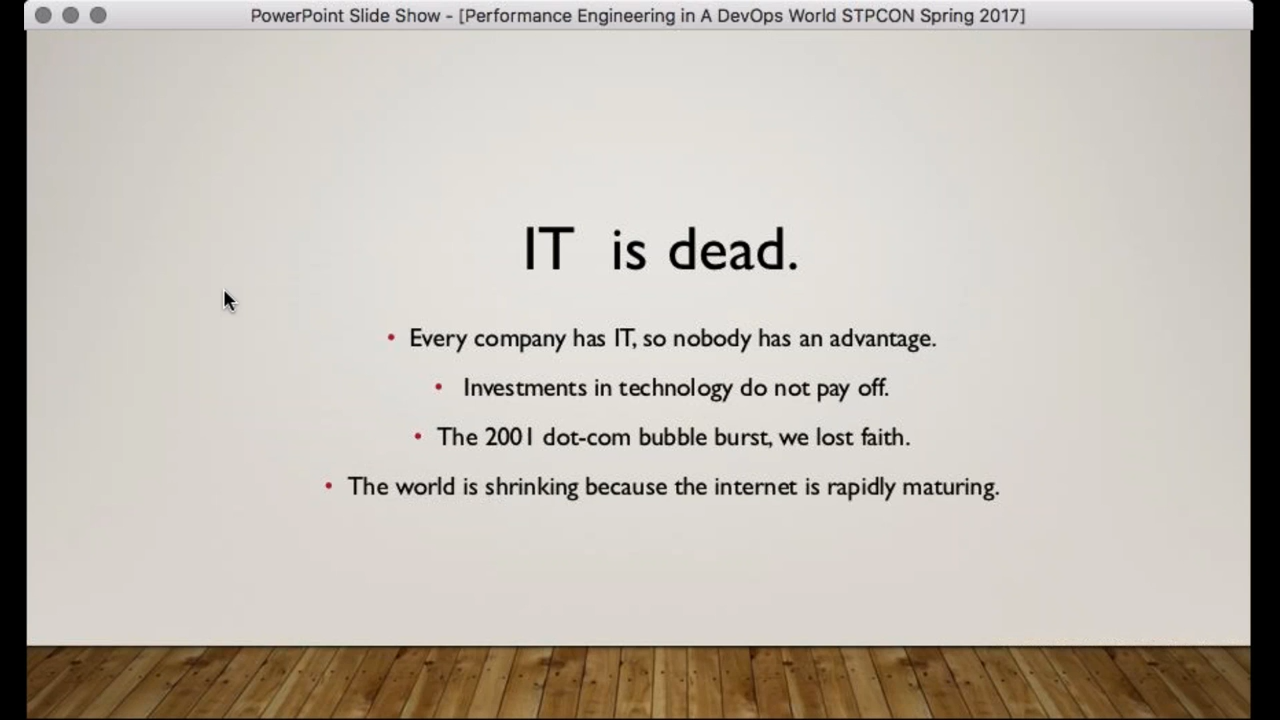 PowerPoint Slide Show - [Performance Engineering in A DevOps World STPCON Spring 2017]
IT is dead.
• Every company has IT, so nobody has an advantage.
• Investments in technology do not pay off.
• The 2001 dot-com bubble burst, we lost faith.
• The world is shrinking because the internet is rapidly maturing.